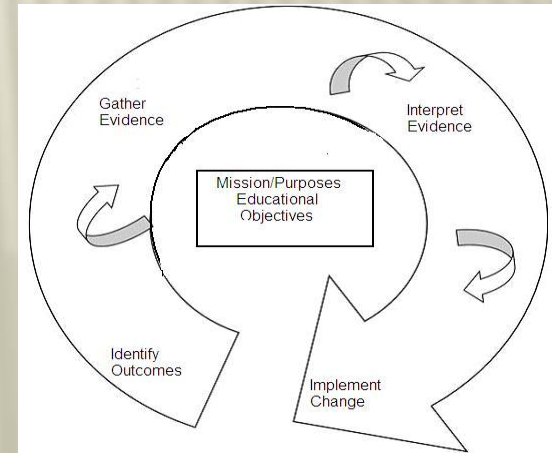 Gather
Evidence
Interpret
Evidence
Mission/Purposes
Educational
Objectives
Identify
Outcomes
Implement
Change